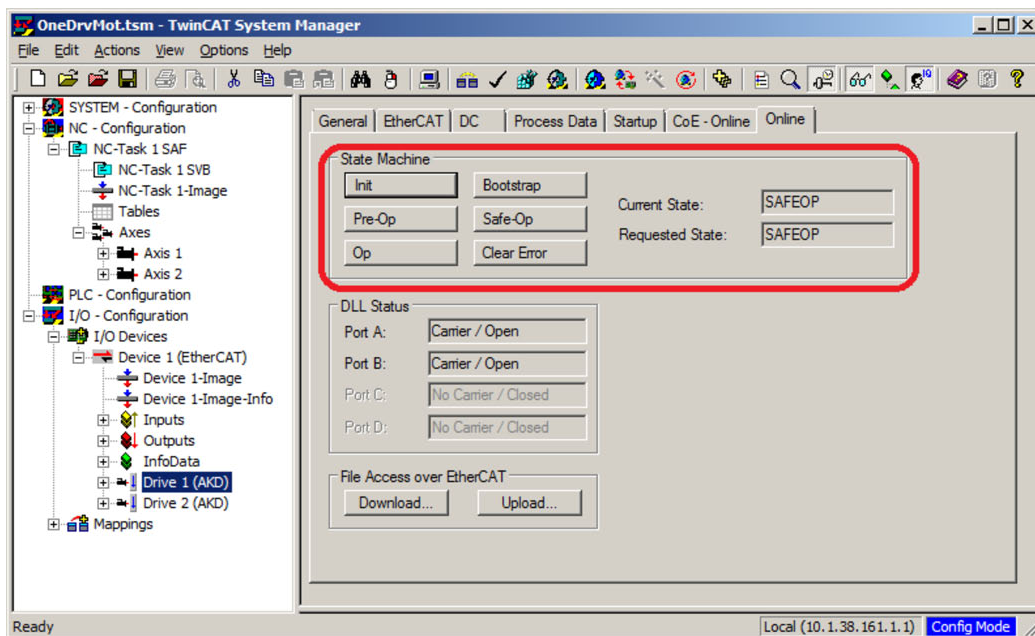 OneDrvMot.tsm - TwinCAT System Manager
File Edit Actions View Options Help
SYSTEM - Configuration
NC - Configuration
NC-Task 1 SAF
NC-Task 1 SVB
NC-Task 1-Image
Tables
Axes
Axis 1
Axis 2
PLC - Configuration
I/O - Configuration
I/O Devices
Device 1 (EtherCAT)
Device 1-Image
Device 1-Image-Info
Inputs
Outputs
InfoData
Drive 1 (AKD)
Drive 2 (AKD)
Mappings
General EtherCAT DC Process Data Startup CoE - Online Online
State Machine
Init Bootstrap
Pre-Op Safe-Op
Op Clear Error
Current State: SAFEOP
Requested State: SAFEOP
DLL Status
Port A: Carrier / Open
Port B: Carrier / Open
Port C: No Carrier / Closed
Port D: No Carrier / Closed
File Access over EtherCAT
Download... Upload...
Ready Local (10.1.38.161.1.1) Config Mode